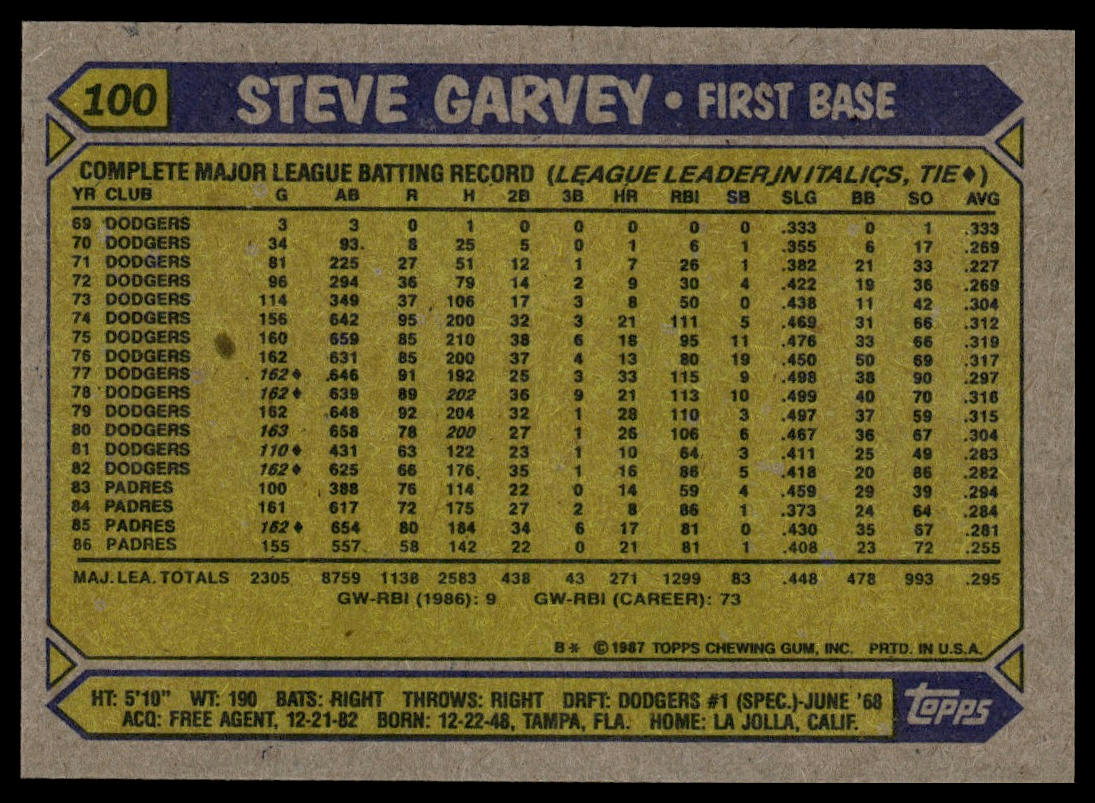 100 STEVE GARVEY • FIRST BASE
COMPLETE MAJOR LEAGUE BATTING RECORD (LEAGUE LEADER IN ITALICS, TIE♦)
YR CLUB G AB R H 2B 3B HR RBI SB SLG BB SO AVG
69 DODGERS 3 3 0 1 0 0 0 0 0 .333 0 1 .333
70 DODGERS 34 93 8 25 5 0 1 6 1 .355 6 17 .269
71 DODGERS 81 225 27 51 12 1 7 26 1 .382 21 33 .227
72 DODGERS 96 294 36 79 14 2 9 30 4 .422 19 36 .269
73 DODGERS 114 349 37 106 17 3 8 50 0 .438 11 42 .304
74 DODGERS 156 642 95 200 32 3 21 111 5 .469 31 66 .312
75 DODGERS 160 659 85 210 38 6 18 95 11 .476 33 66 .319
76 DODGERS 162 631 85 200 37 4 13 80 19 .450 50 69 .317
77 DODGERS 162♦ 646 91 192 25 3 33 115 9 .498 38 90 .297
78 DODGERS 162♦ 639 89 202 36 9 21 113 10 .499 40 70 .316
79 DODGERS 162 648 92 204 32 1 28 110 3 .497 37 59 .315
80 DODGERS 163 658 78 200 27 1 26 106 6 .467 36 67 .304
81 DODGERS 110♦ 431 63 122 23 1 10 64 3 .411 25 49 .283
82 DODGERS 162♦ 625 66 176 35 1 16 86 5 .418 20 86 .282
83 PADRES 100 388 76 114 22 0 14 59 4 .459 29 39 .294
84 PADRES 161 617 72 175 27 2 8 86 1 .373 24 64 .284
85 PADRES 162♦ 654 80 184 34 6 17 81 0 .430 35 67 .281
86 PADRES 155 557 58 142 22 0 21 81 1 .408 23 72 .255
MAJ. LEA. TOTALS 2305 8759 1138 2583 438 43 271 1299 83 .448 478 993 .295
GW-RBI (1986): 9 GW-RBI (CAREER): 73
B* © 1987 TOPPS CHEWING GUM, INC. PRTD. IN U.S.A.
HT: 5'10" WT: 190 BATS: RIGHT THROWS: RIGHT DRFT: DODGERS #1 (SPEC.)-JUNE '68
ACQ: FREE AGENT, 12-21-82 BORN: 12-22-48, TAMPA, FLA. HOME: LA JOLLA, CALIF.
topps